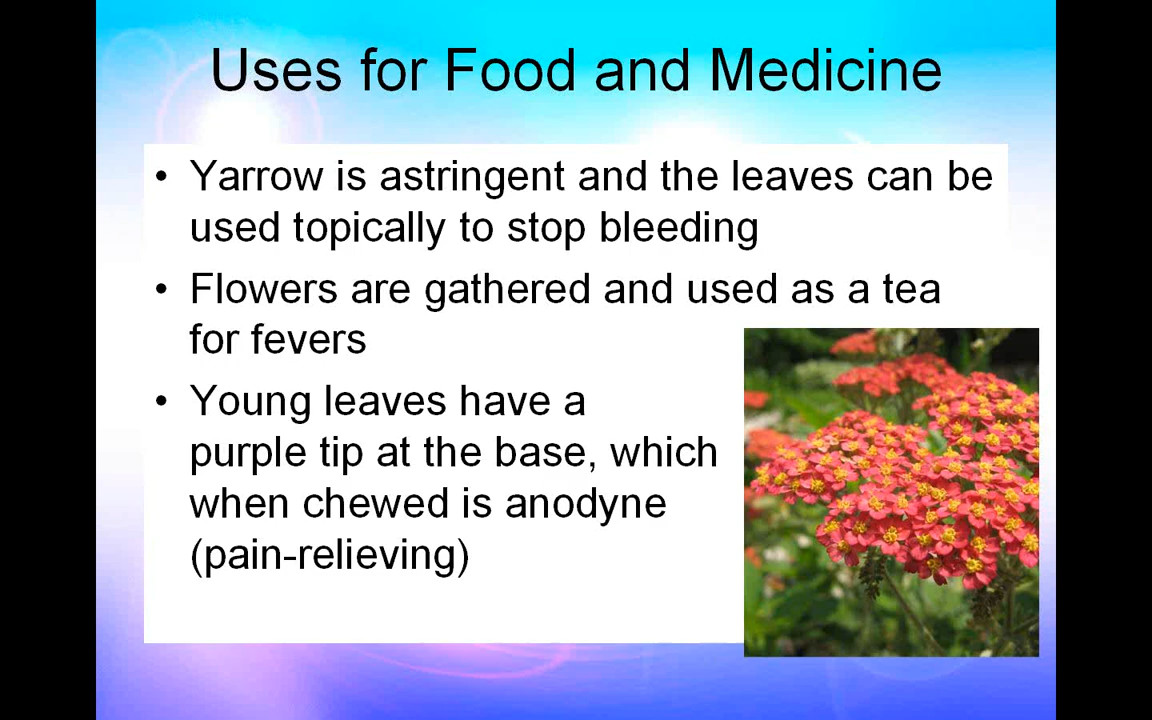 Uses for Food and Medicine
• Yarrow is astringent and the leaves can be
used topically to stop bleeding
• Flowers are gathered and used as a tea
for fevers
• Young leaves have a
purple tip at the base, which
when chewed is anodyne
(pain-relieving)